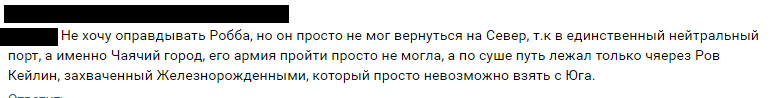 Не хочу оправдывать Робба, но он просто не мог вернуться на Север, т.к в единственный нейтральный
порт, а именно Чаячий город, его армия пройти просто не могла, а по суше путь лежал только чяерез Ров
Кейлин, захваченный Железнорожденными, который просто невозможно взять с Юга.